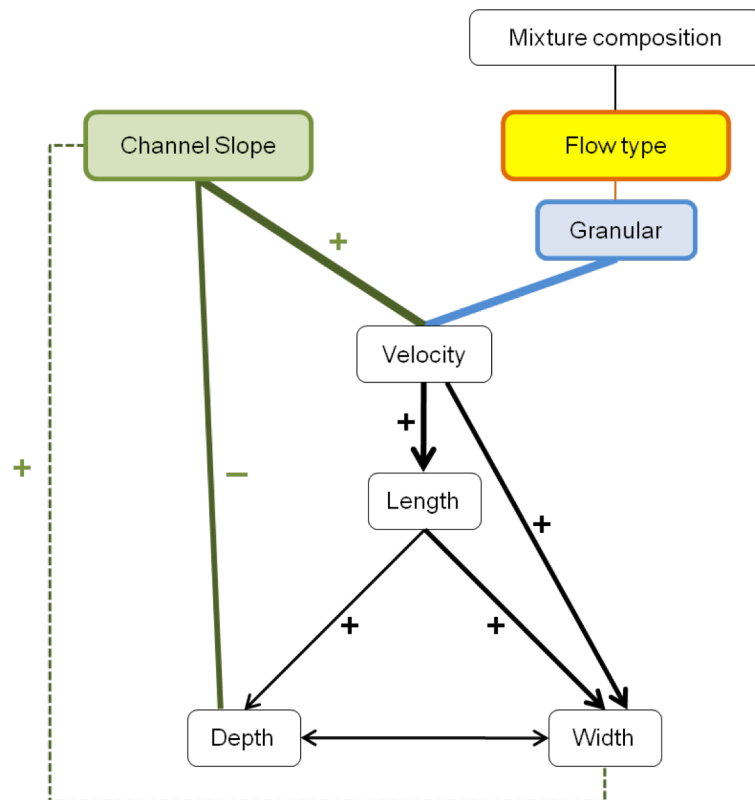 Mixture composition
Channel Slope
Flow type
Granular
+
Velocity
+
+
–
Length
+
+
+
Depth
Width